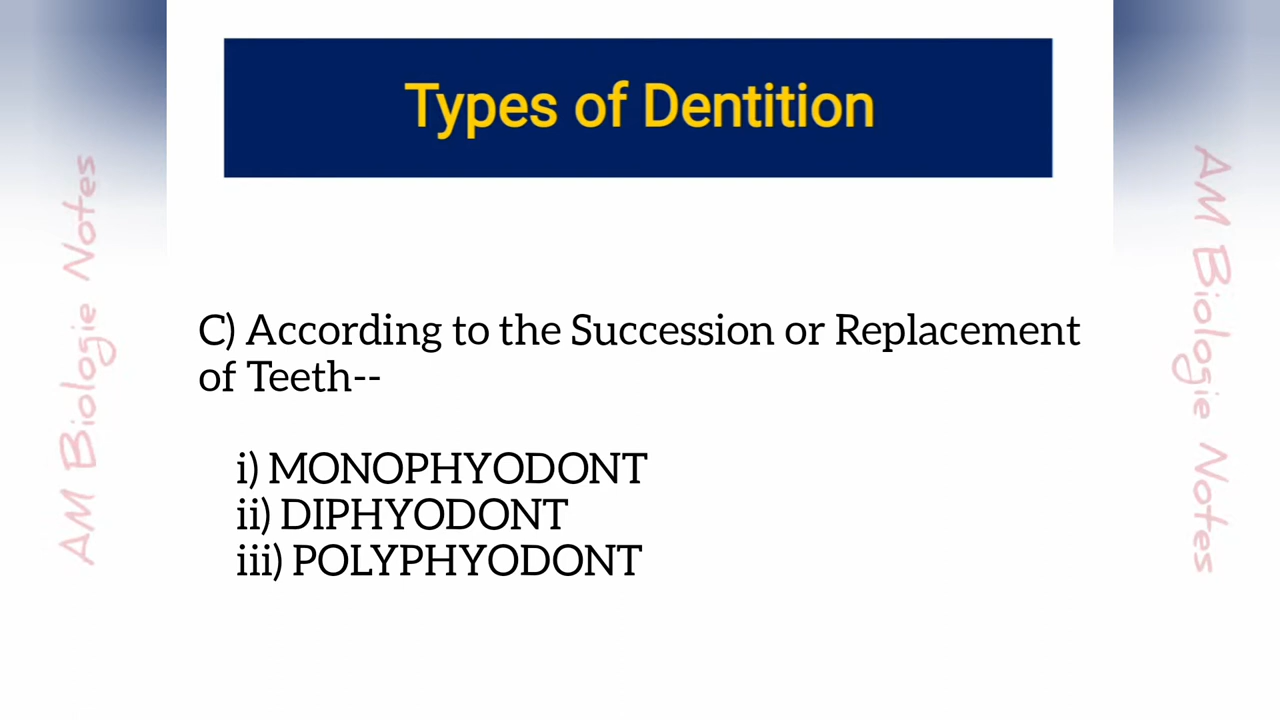 Types of Dentition
C) According to the Succession or Replacement
of Teeth--
i) MONOPHYODONT
ii) DIPHYODONT
iii) POLYPHYODONT
AM Biologie Notes
AM Biologie Notes